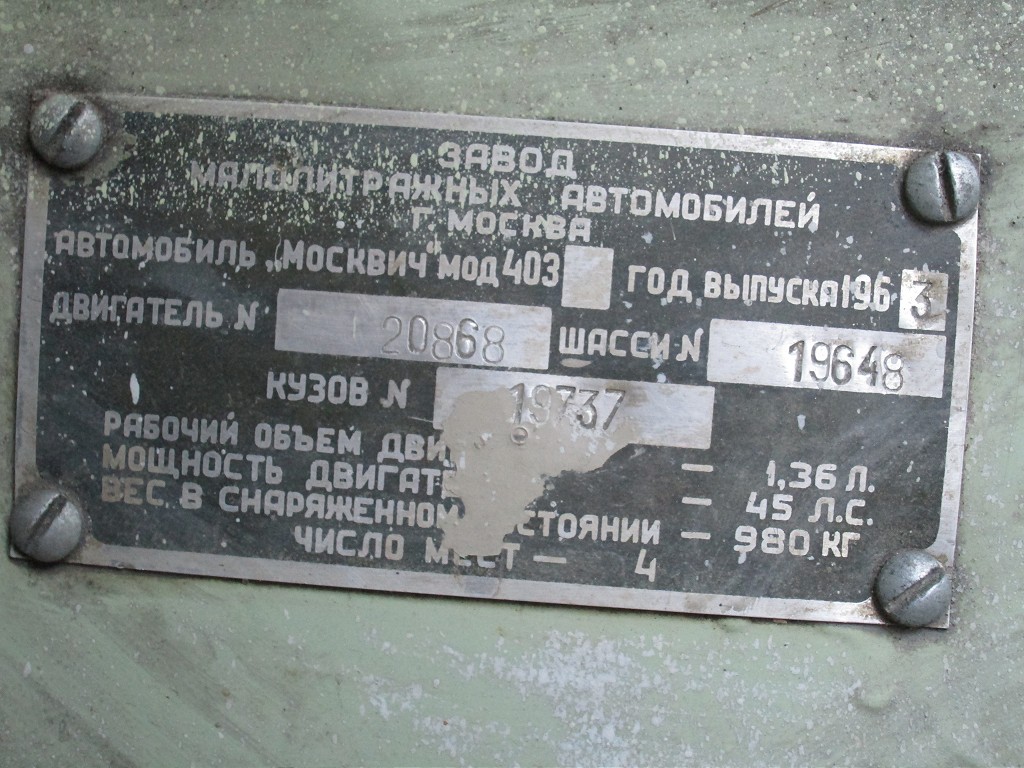 ЗАВОД
МАЛОЛИТРАЖНЫХ АВТОМОБИЛЕЙ
Г. МОСКВА
АВТОМОБИЛЬ „МОСКВИЧ" МОД 403 ГОД ВЫПУСКА 196 3
ДВИГАТЕЛЬ N 20868 ШАССИ N 19648
КУЗОВ N 19737
РАБОЧИЙ ОБЪЕМ ДВИ — 1,36 Л.
МОЩНОСТЬ ДВИГАТЕ — 45 Л.С.
ВЕС В СНАРЯЖЕННОМ СТОЯНИИ — 980 КГ
ЧИСЛО МЕСТ — 4